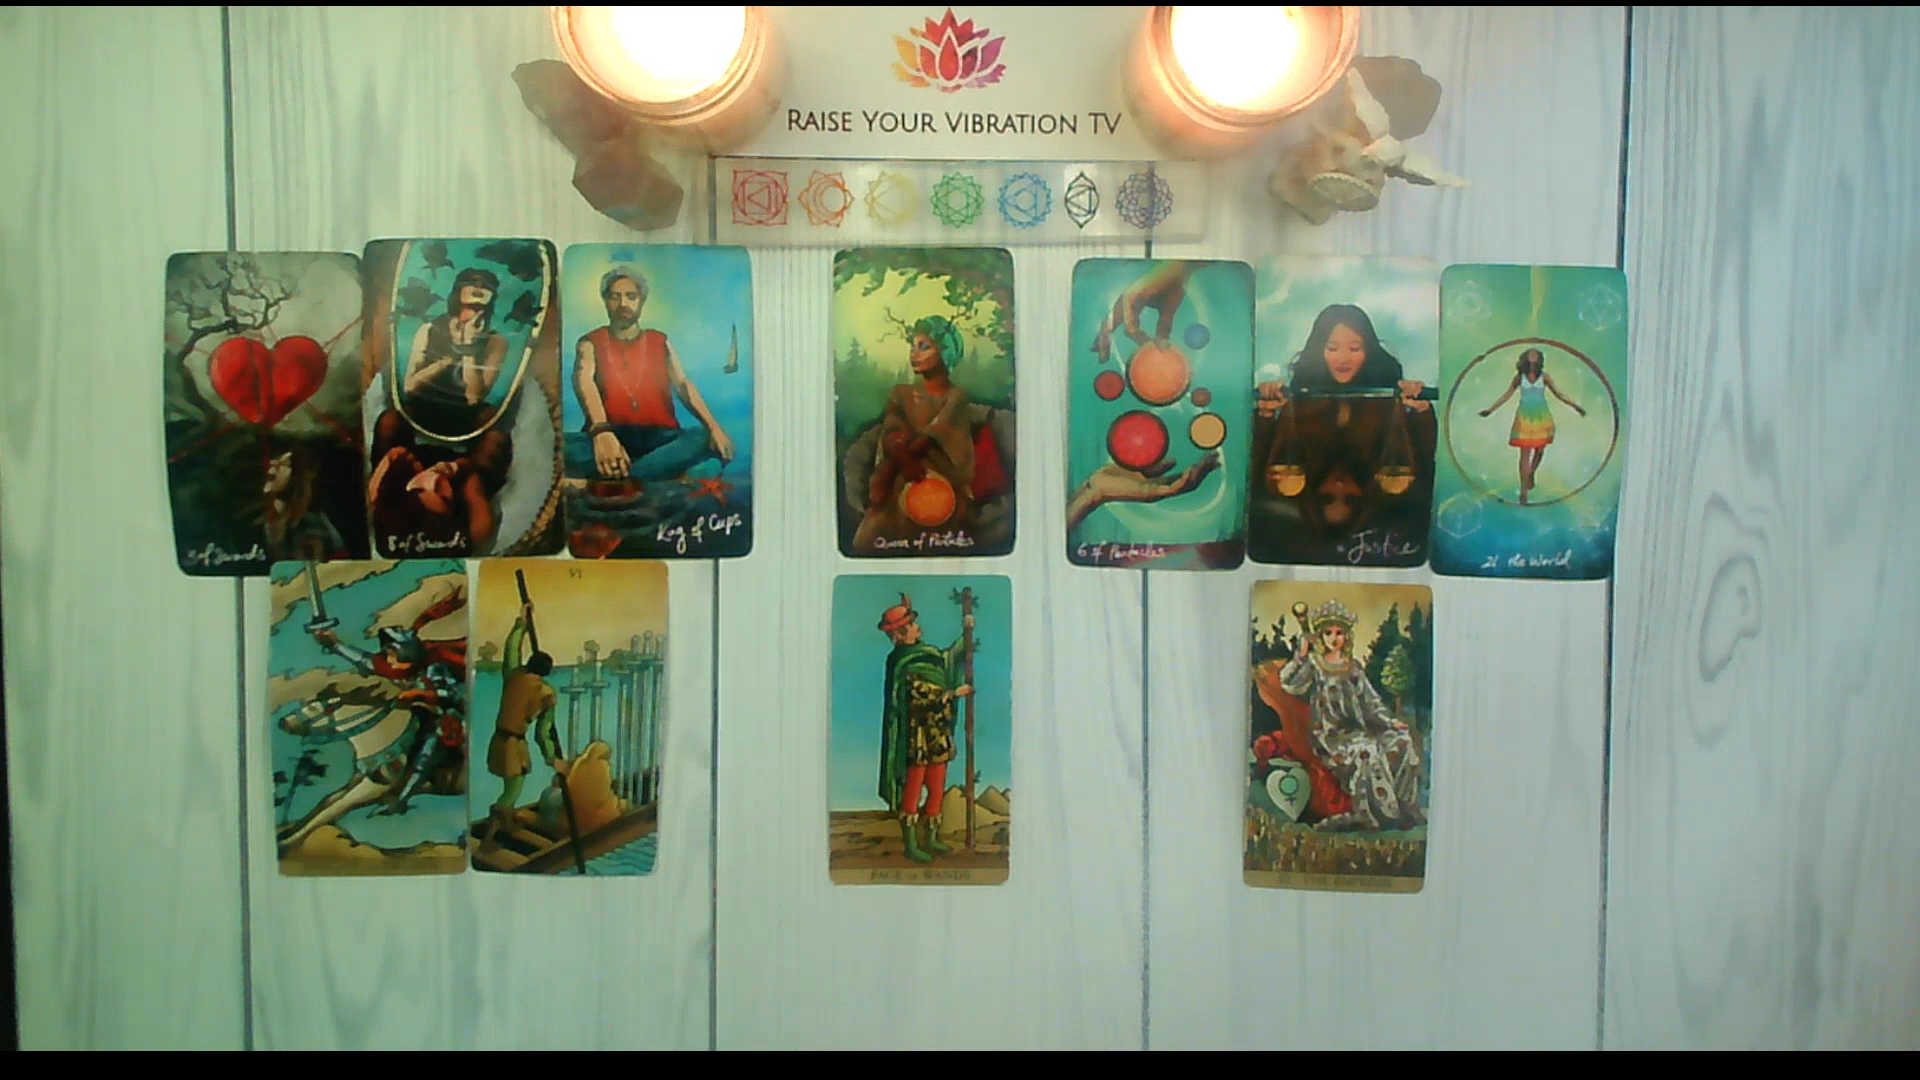 RAISE YOUR VIBRATION TV
3 of Swords
8 of Swords
King of Cups
Queen of Pentacles
6 of Pentacles
Justice
21 the World
VI
PAGE OF WANDS